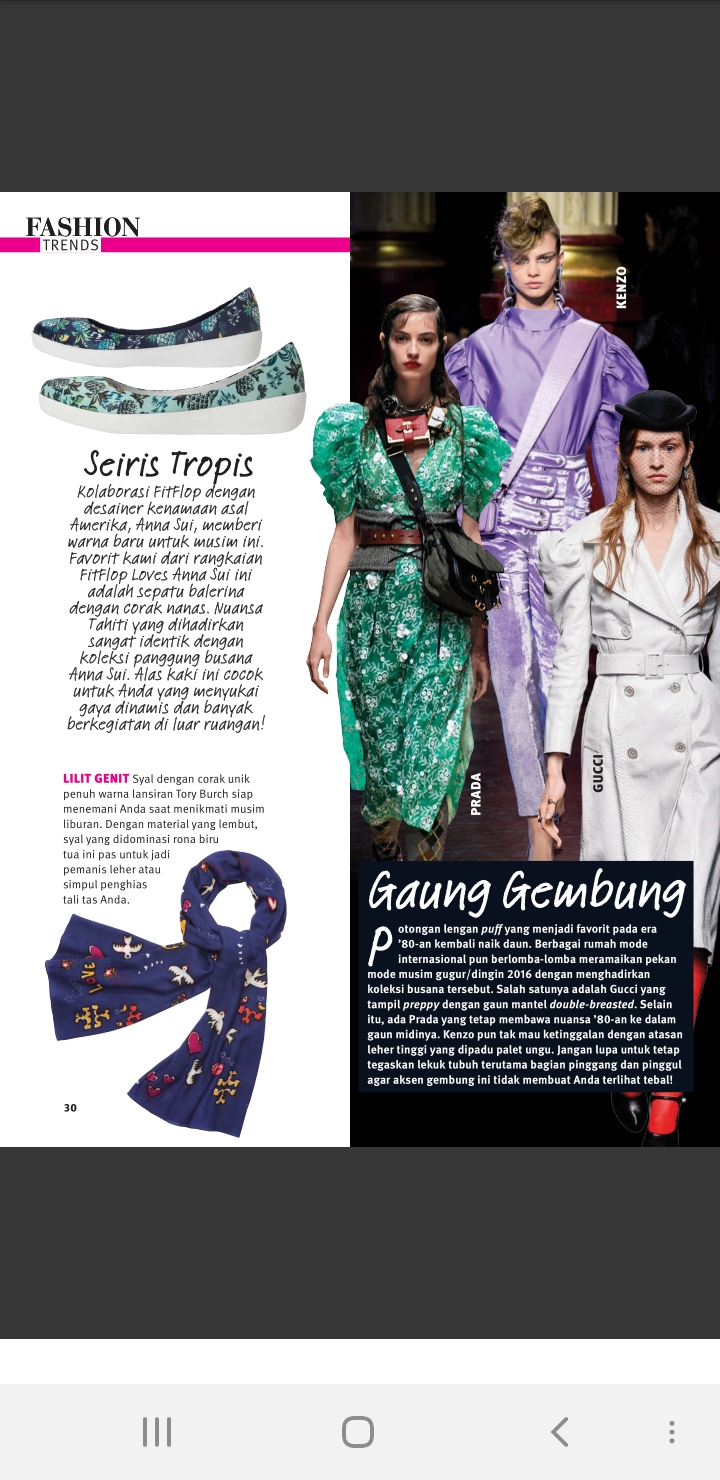 FASHION
TRENDS
Seiris Tropis
Kolaborasi FitFlop dengan
desainer kenamaan asal
Amerika, Anna Sui, memberi
warna baru untuk musim ini.
Favorit kami dari rangkaian
FitFlop Loves Anna Sui ini
adalah sepatu balerina
dengan corak nanas. Nuansa
Tahiti yang dihadirkan
sangat identik dengan
koleksi panggung busana
Anna Sui. Alas kaki ini cocok
untuk Anda yang menyukai
gaya dinamis dan banyak
berkegiatan di luar ruangan!
LILIT GENIT Syal dengan corak unik
penuh warna lansiran Tory Burch siap
menemani Anda saat menikmati musim
liburan. Dengan material yang lembut,
syal yang didominasi rona biru
tua ini pas untuk jadi
pemanis leher atau
simpul penghias
tali tas Anda.
LOVE
30
KENZO
PRADA
GUCCI
Gaung Gembung
Potongan lengan puff yang menjadi favorit pada era
'80-an kembali naik daun. Berbagai rumah mode
internasional pun berlomba-lomba meramaikan pekan
mode musim gugur/dingin 2016 dengan menghadirkan
koleksi busana tersebut. Salah satunya adalah Gucci yang
tampil preppy dengan gaun mantel double-breasted. Selain
itu, ada Prada yang tetap membawa nuansa '80-an ke dalam
gaun midinya. Kenzo pun tak mau ketinggalan dengan atasan
leher tinggi yang dipadu palet ungu. Jangan lupa untuk tetap
tegaskan lekuk tubuh terutama bagian pinggang dan pinggul
agar aksen gembung ini tidak membuat Anda terlihat tebal!